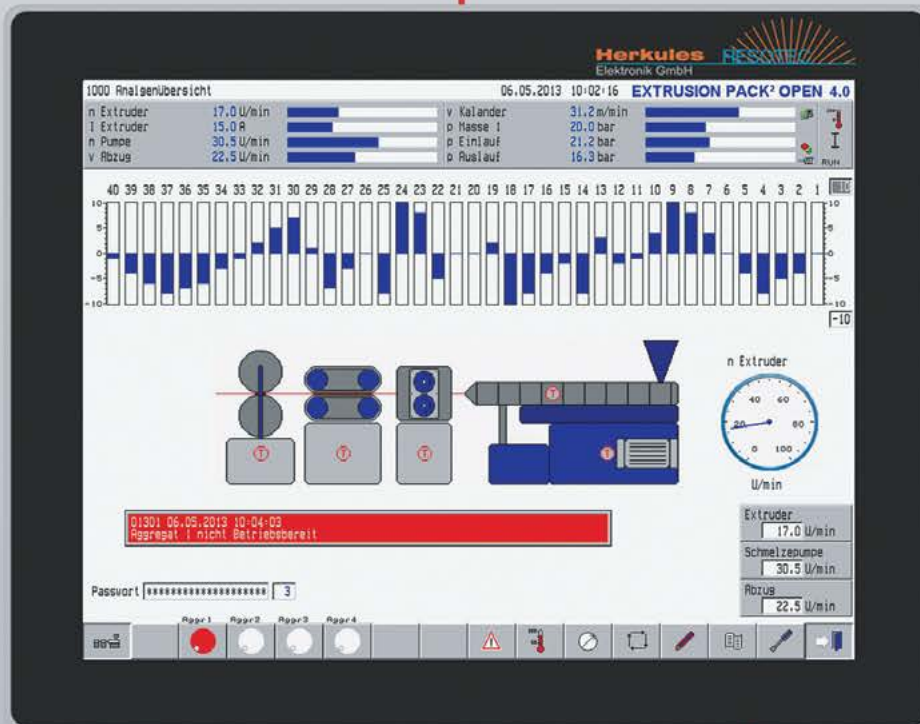 Herkules RESOTEC
Elektronik GmbH
1000 Analgenübersicht 06.05.2013 10:02:16 EXTRUSION PACK² OPEN 4.0
n Extruder 17.0 U/min v Kalander 31.2 m/min
I Extruder 15.0 A p Masse 1 20.0 bar
n Pumpe 30.5 U/min p Einlauf 21.2 bar
v Abzug 22.5 U/min p Auslauf 16.3 bar
RUN
40 39 38 37 36 35 34 33 32 31 30 29 28 27 26 25 24 23 22 21 20 19 18 17 16 15 14 13 12 11 10 9 8 7 6 5 4 3 2 1
10 10
5 5
0 0
-5 -5
-10 -10
-10
n Extruder
40 60
20 80
0 100
U/min
T T T T T
01301 06.05.2013 10:04:03
Aggregat 1 nicht Betriebsbereit
Extruder
17.0 U/min
Schmelzepumpe
30.5 U/min
Abzug
22.5 U/min
Passwort ******************** 3
Aggr1 Aggr2 Aggr3 Aggr4